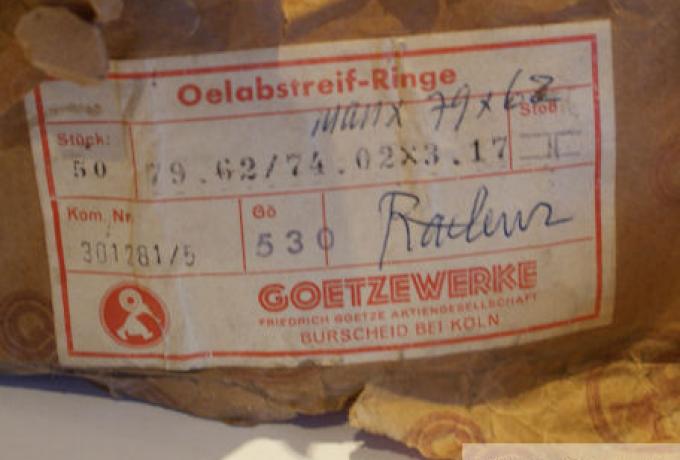 Oelabstreif-Ringe
manx 79x62
Stoß
Stück:
50
79.62/74.02x3.17
Kom. Nr.
Gö
301281/5
530
GOETZEWERKE
FRIEDRICH GOETZE AKTIENGESELLSCHAFT
BURSCHEID BEI KÖLN